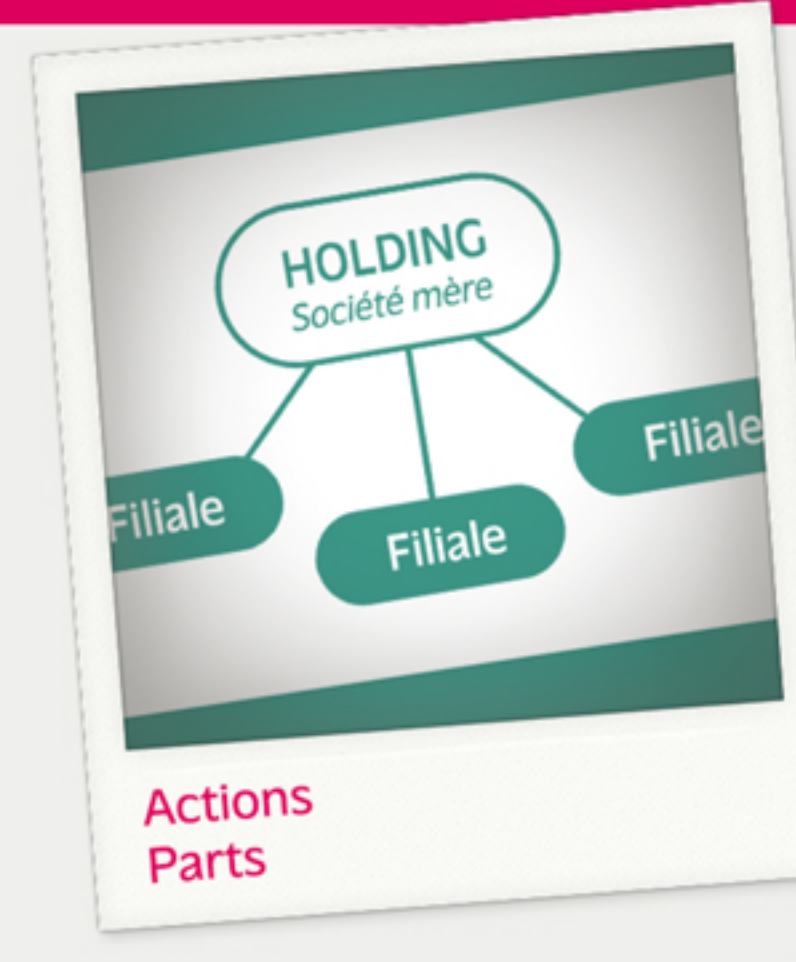 HOLDING
Société mère
Filiale
Filiale
Filiale
Actions
Parts